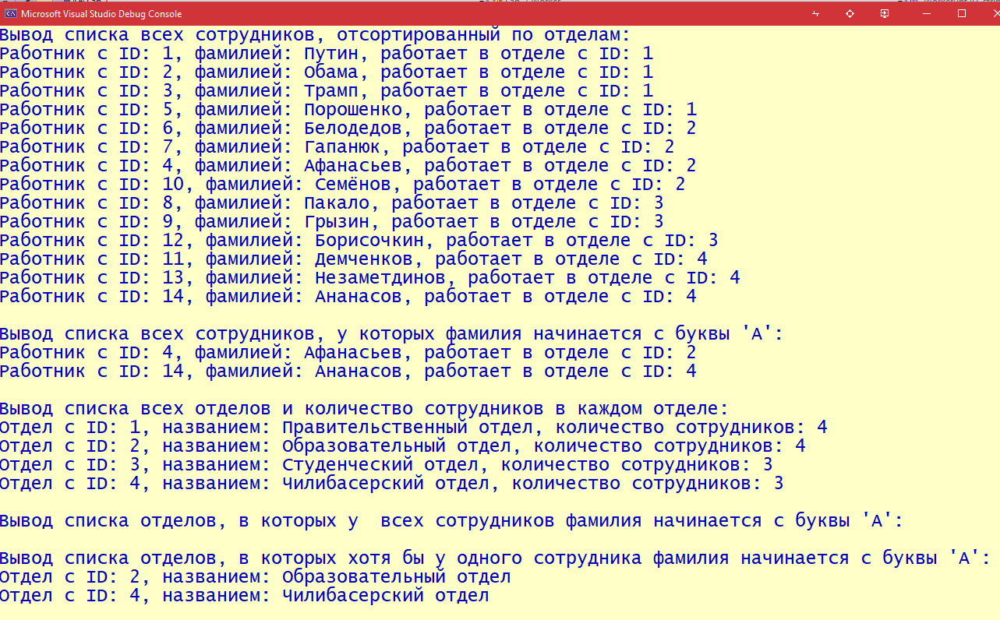 Microsoft Visual Studio Debug Console
Вывод списка всех сотрудников, отсортированный по отделам:
Работник с ID: 1, фамилией: Путин, работает в отделе с ID: 1
Работник с ID: 2, фамилией: Обама, работает в отделе с ID: 1
Работник с ID: 3, фамилией: Трамп, работает в отделе с ID: 1
Работник с ID: 5, фамилией: Порошенко, работает в отделе с ID: 1
Работник с ID: 6, фамилией: Белодедов, работает в отделе с ID: 2
Работник с ID: 7, фамилией: Гапанюк, работает в отделе с ID: 2
Работник с ID: 4, фамилией: Афанасьев, работает в отделе с ID: 2
Работник с ID: 10, фамилией: Семёнов, работает в отделе с ID: 2
Работник с ID: 8, фамилией: Пакало, работает в отделе с ID: 3
Работник с ID: 9, фамилией: Грызин, работает в отделе с ID: 3
Работник с ID: 12, фамилией: Борисочкин, работает в отделе с ID: 3
Работник с ID: 11, фамилией: Демченков, работает в отделе с ID: 4
Работник с ID: 13, фамилией: Незаметдинов, работает в отделе с ID: 4
Работник с ID: 14, фамилией: Ананасов, работает в отделе с ID: 4
Вывод списка всех сотрудников, у которых фамилия начинается с буквы 'А':
Работник с ID: 4, фамилией: Афанасьев, работает в отделе с ID: 2
Работник с ID: 14, фамилией: Ананасов, работает в отделе с ID: 4
Вывод списка всех отделов и количество сотрудников в каждом отделе:
Отдел с ID: 1, названием: Правительственный отдел, количество сотрудников: 4
Отдел с ID: 2, названием: Образовательный отдел, количество сотрудников: 4
Отдел с ID: 3, названием: Студенческий отдел, количество сотрудников: 3
Отдел с ID: 4, названием: Чилибасерский отдел, количество сотрудников: 3
Вывод списка отделов, в которых у  всех сотрудников фамилия начинается с буквы 'А':
Вывод списка отделов, в которых хотя бы у одного сотрудника фамилия начинается с буквы 'А':
Отдел с ID: 2, названием: Образовательный отдел
Отдел с ID: 4, названием: Чилибасерский отдел